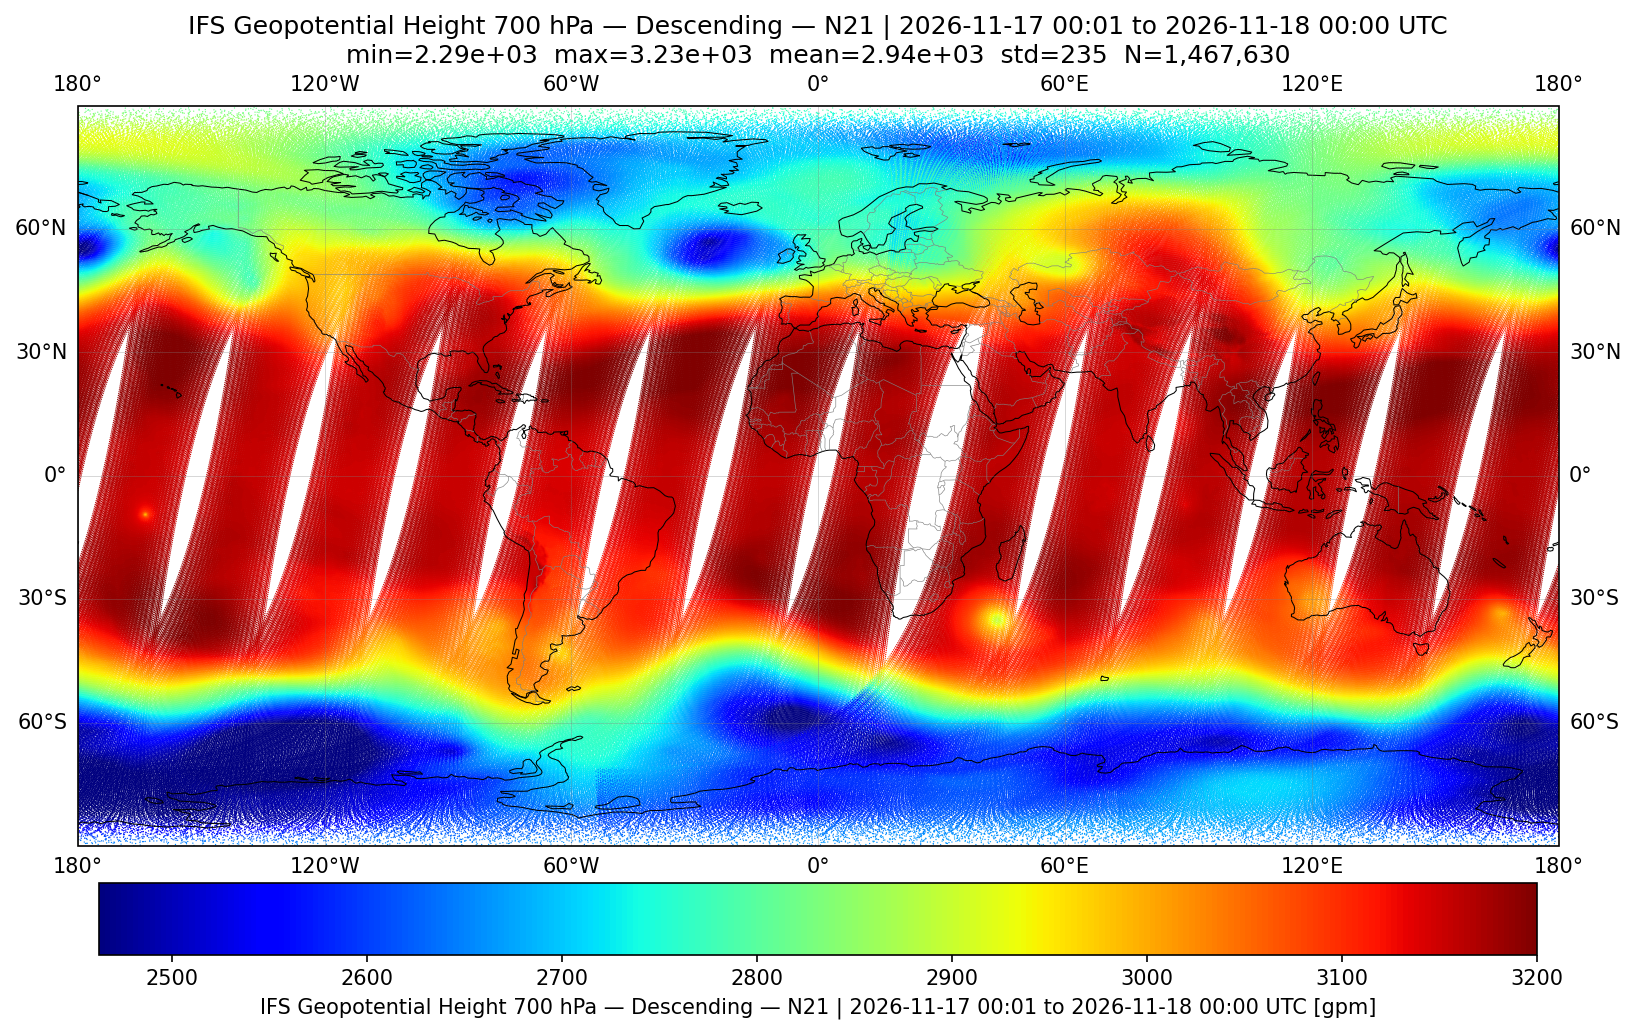 IFS Geopotential Height 700 hPa — Descending — N21 | 2026-11-17 00:01 to 2026-11-18 00:00 UTC
min=2.29e+03  max=3.23e+03  mean=2.94e+03  std=235  N=1,467,630
180° 120°W 60°W 0° 60°E 120°E 180°
60°N 60°N
30°N 30°N
0° 0°
30°S 30°S
60°S 60°S
180° 120°W 60°W 0° 60°E 120°E 180°
2500 2600 2700 2800 2900 3000 3100 3200
IFS Geopotential Height 700 hPa — Descending — N21 | 2026-11-17 00:01 to 2026-11-18 00:00 UTC [gpm]